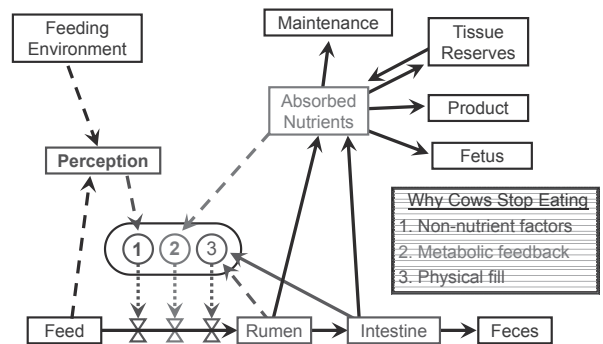 Feeding
Environment
Maintenance
Tissue
Reserves
Absorbed
Nutrients
Product
Perception
Fetus
Why Cows Stop Eating
1. Non-nutrient factors
2. Metabolic feedback
3. Physical fill
1 2 3
Feed
Rumen
Intestine
Feces